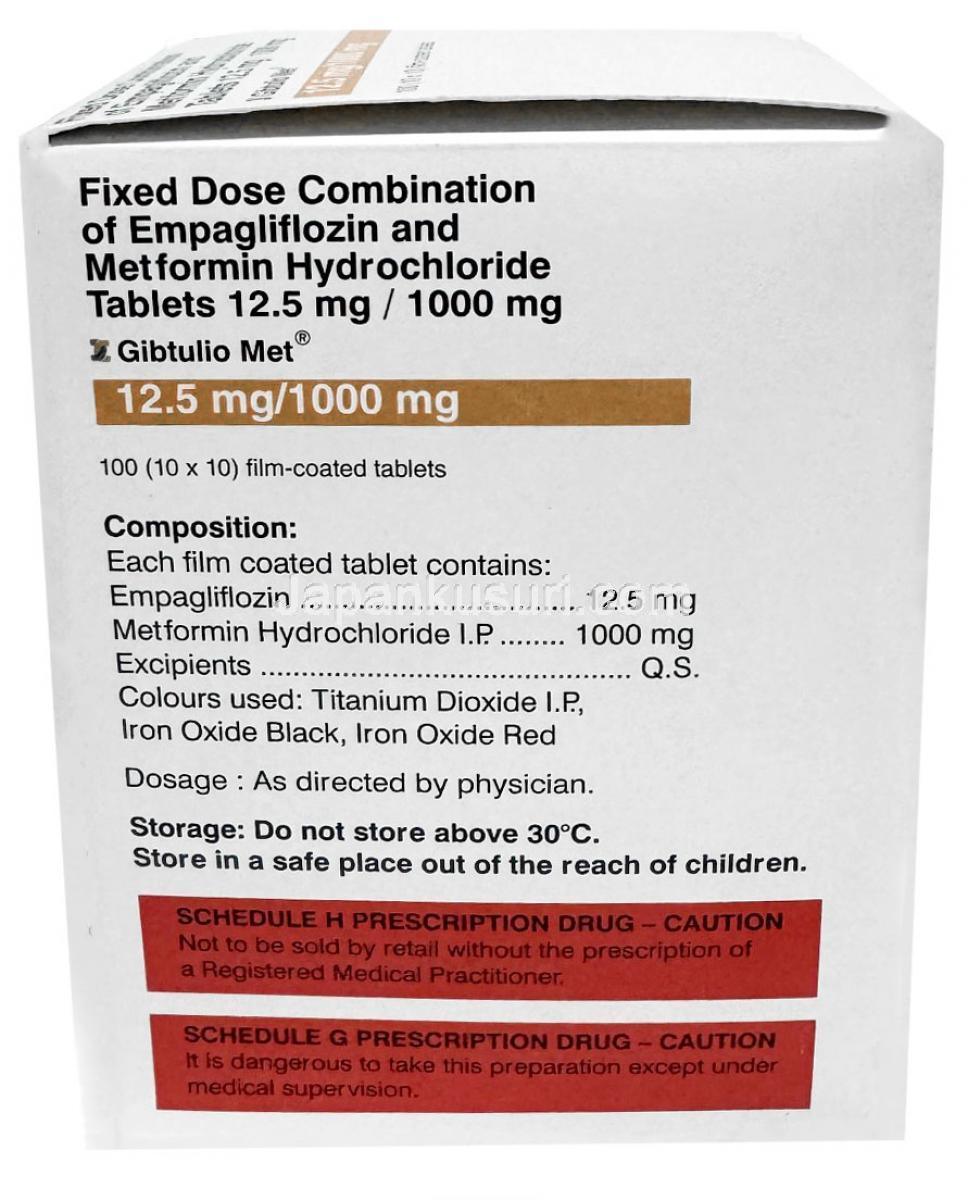 Fixed Dose Combination
of Empagliflozin and
Metformin Hydrochloride
Tablets 12.5 mg / 1000 mg
Gibtulio Met®
12.5 mg/1000 mg
100 (10 x 10) film-coated tablets
Composition:
Each film coated tablet contains:
Empagliflozin .................................. 12.5 mg
Metformin Hydrochloride I.P. ........ 1000 mg
Excipients .............................................. Q.S.
Colours used: Titanium Dioxide I.P.,
Iron Oxide Black, Iron Oxide Red
Dosage : As directed by physician.
Storage: Do not store above 30°C.
Store in a safe place out of the reach of children.
SCHEDULE H PRESCRIPTION DRUG – CAUTION
Not to be sold by retail without the prescription of
a Registered Medical Practitioner.
SCHEDULE G PRESCRIPTION DRUG – CAUTION
It is dangerous to take this preparation except under
medical supervision.
Japankusuri.com